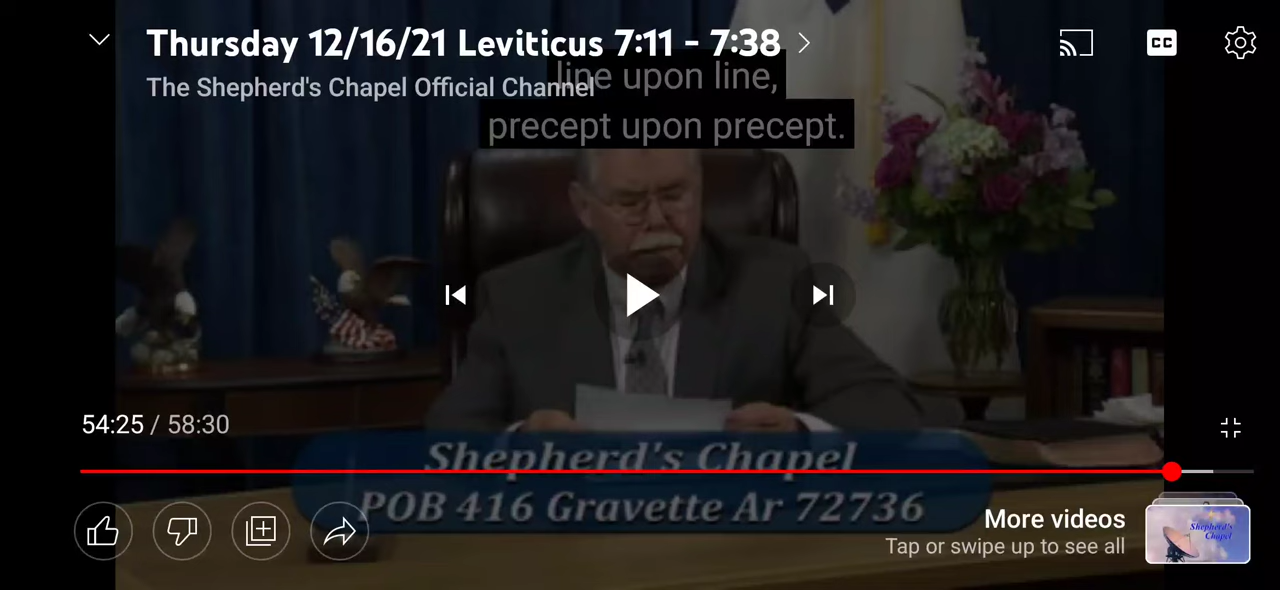 Thursday 12/16/21 Leviticus 7:11 - 7:38
The Shepherd's Chapel Official Channel
CC
line upon line,
precept upon precept.
54:25 / 58:30
Shepherd's Chapel
POB 416 Gravette Ar 72736
More videos
Tap or swipe up to see all
Shepherd's
Chapel